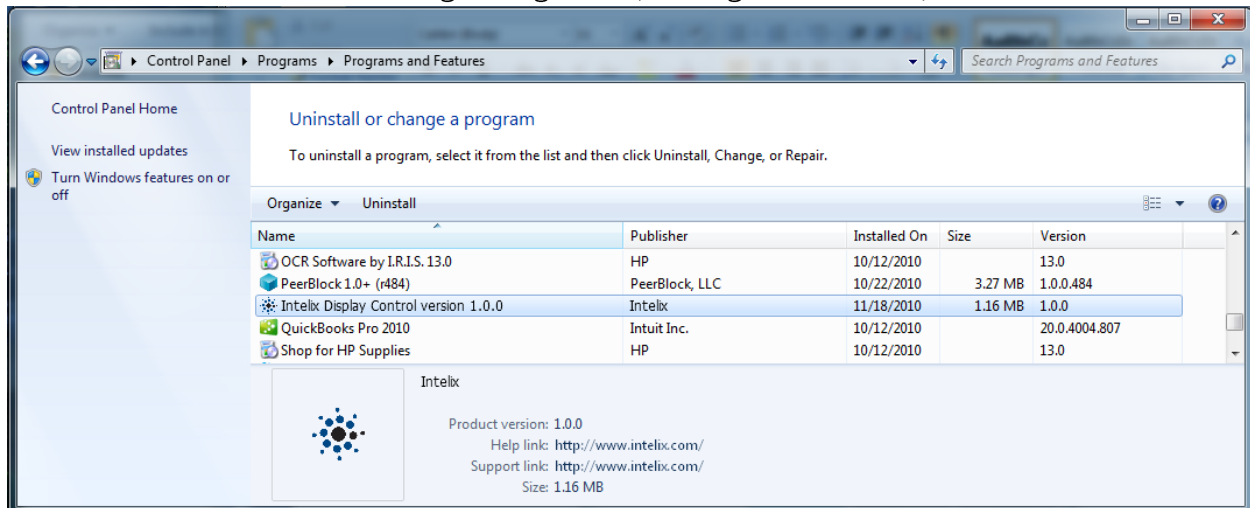 Control Panel Programs Programs and Features Search Programs and Features
Control Panel Home
View installed updates
Turn Windows features on or
off
Uninstall or change a program
To uninstall a program, select it from the list and then click Uninstall, Change, or Repair.
Organize Uninstall
Name Publisher Installed On Size Version
OCR Software by I.R.I.S. 13.0 HP 10/12/2010 13.0
PeerBlock 1.0+ (r484) PeerBlock, LLC 10/22/2010 3.27 MB 1.0.0.484
Intelix Display Control version 1.0.0 Intelix 11/18/2010 1.16 MB 1.0.0
QuickBooks Pro 2010 Intuit Inc. 10/12/2010 20.0.4004.807
Shop for HP Supplies HP 10/12/2010 13.0
Intelix
Product version: 1.0.0
Help link: http://www.intelix.com/
Support link: http://www.intelix.com/
Size: 1.16 MB